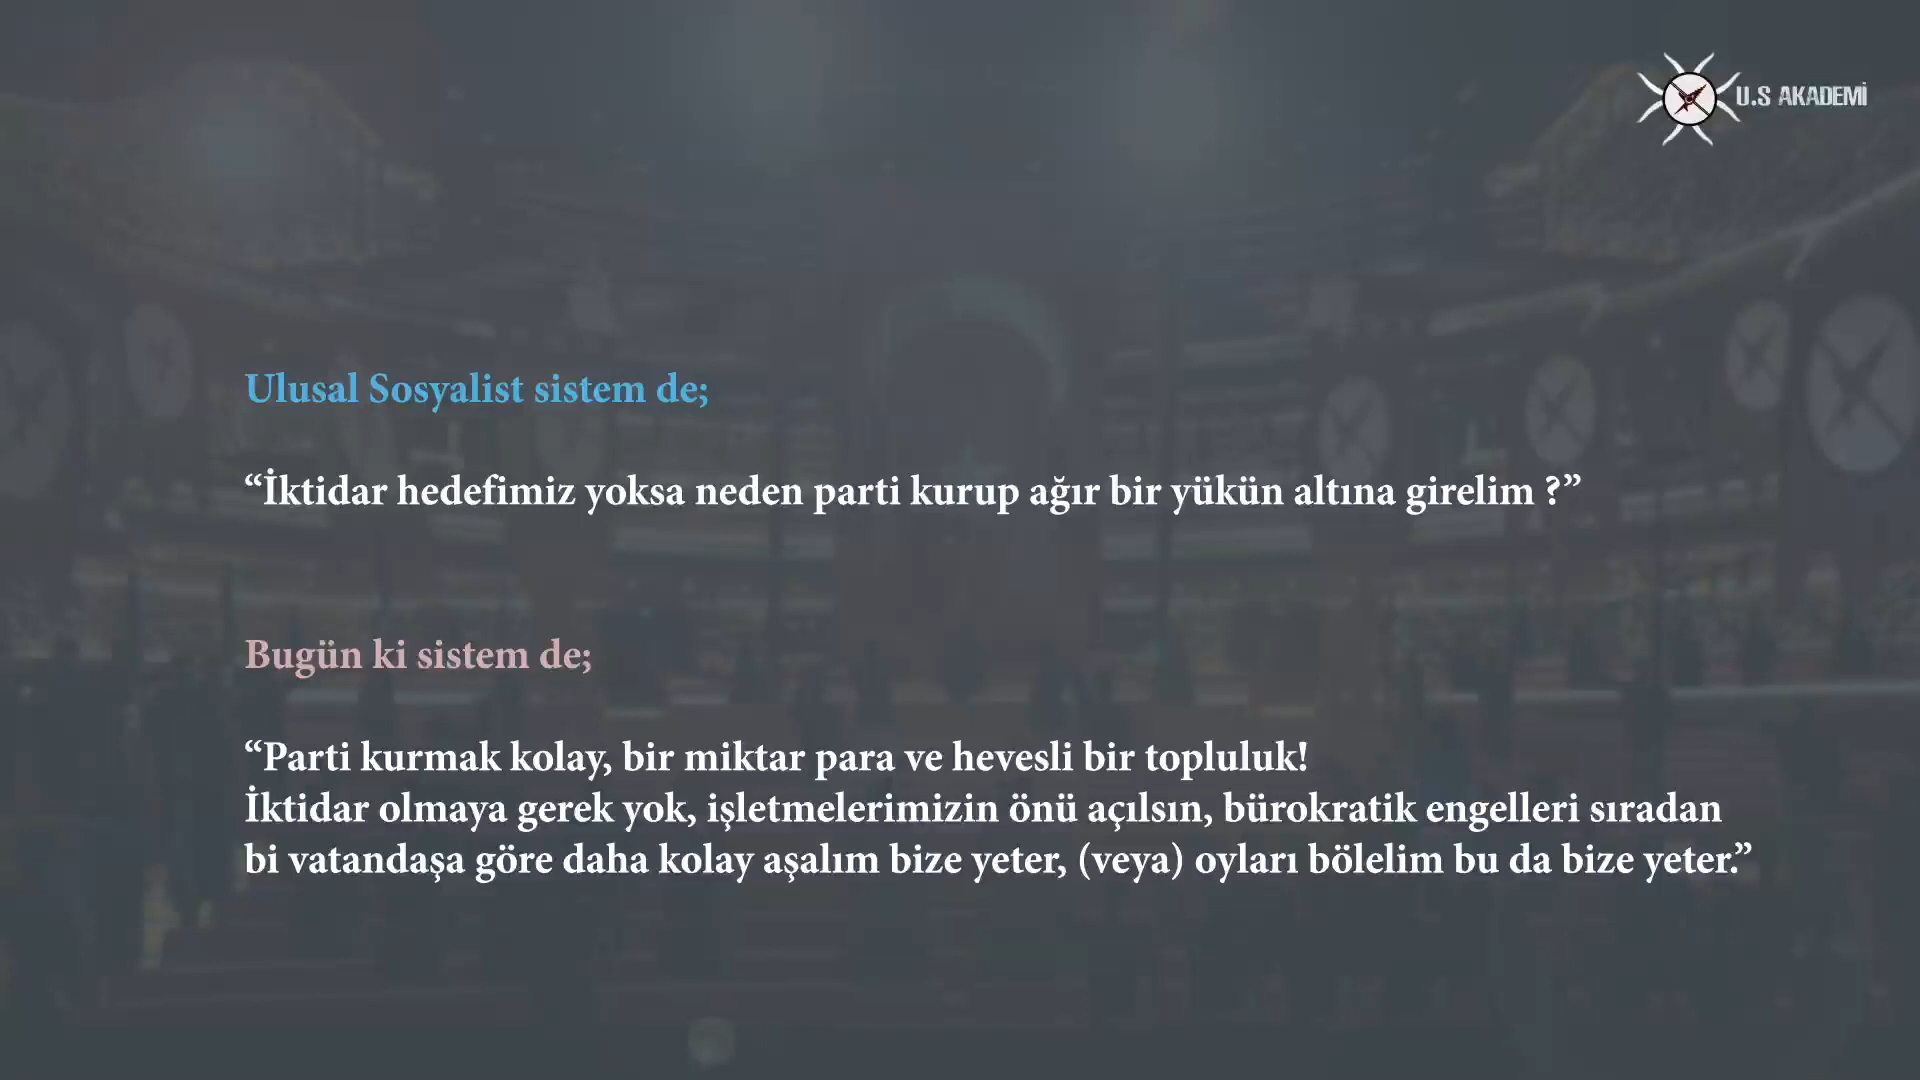 U.S AKADEMİ
Ulusal Sosyalist sistem de;
“İktidar hedefimiz yoksa neden parti kurup ağır bir yükün altına girelim ?”
Bugün ki sistem de;
“Parti kurmak kolay, bir miktar para ve hevesli bir topluluk!
İktidar olmaya gerek yok, işletmelerimizin önü açılsın, bürokratik engelleri sıradan
bi vatandaşa göre daha kolay aşalım bize yeter, (veya) oyları bölelim bu da bize yeter.”